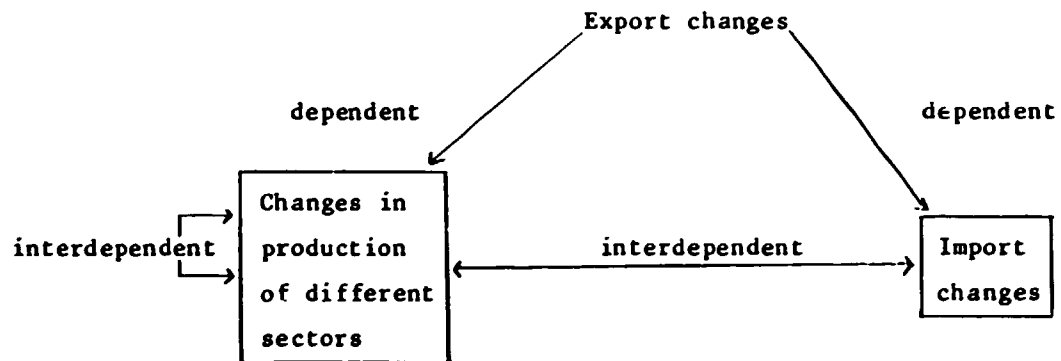 Export changes
dependent
dependent
Changes in
production
of different
sectors
interdependent
interdependent
Import
changes